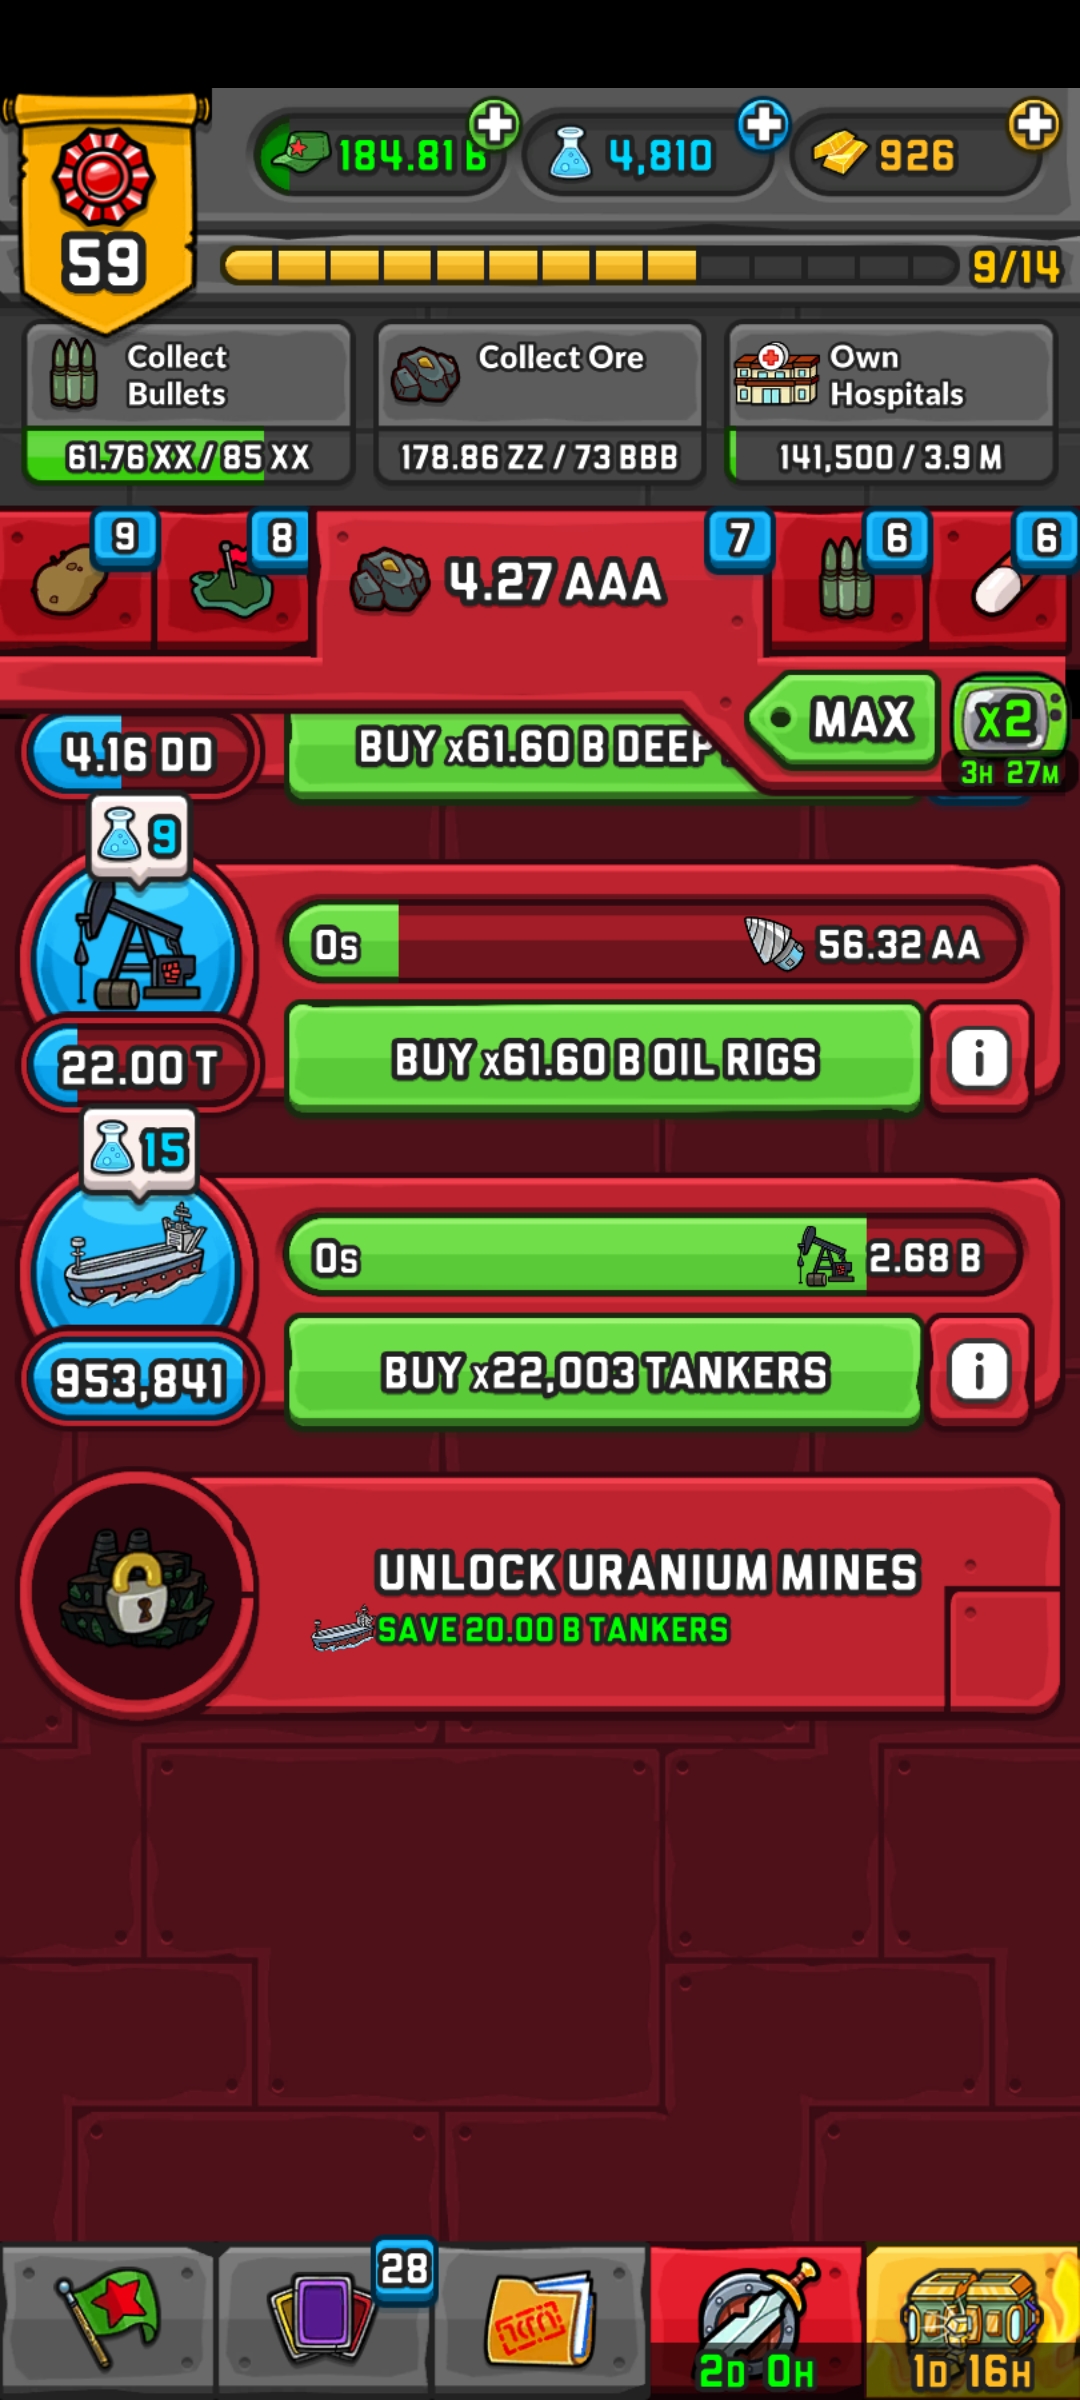 184.81 B
4,810
926
59
9/14
Collect
Bullets
61.76 XX / 85 XX
Collect Ore
178.86 ZZ / 73 BBB
Own
Hospitals
141,500 / 3.9 M
9
8
4.27 AAA
7
6
6
MAX
x2
3H 27M
4.16 DD
BUY x61.60 B DEEP
9
0s
56.32 AA
22.00 T
BUY x61.60 B OIL RIGS
i
15
0s
2.68 B
953,841
BUY x22,003 TANKERS
i
UNLOCK URANIUM MINES
SAVE 20.00 B TANKERS
28
2D 0H
1D 16H